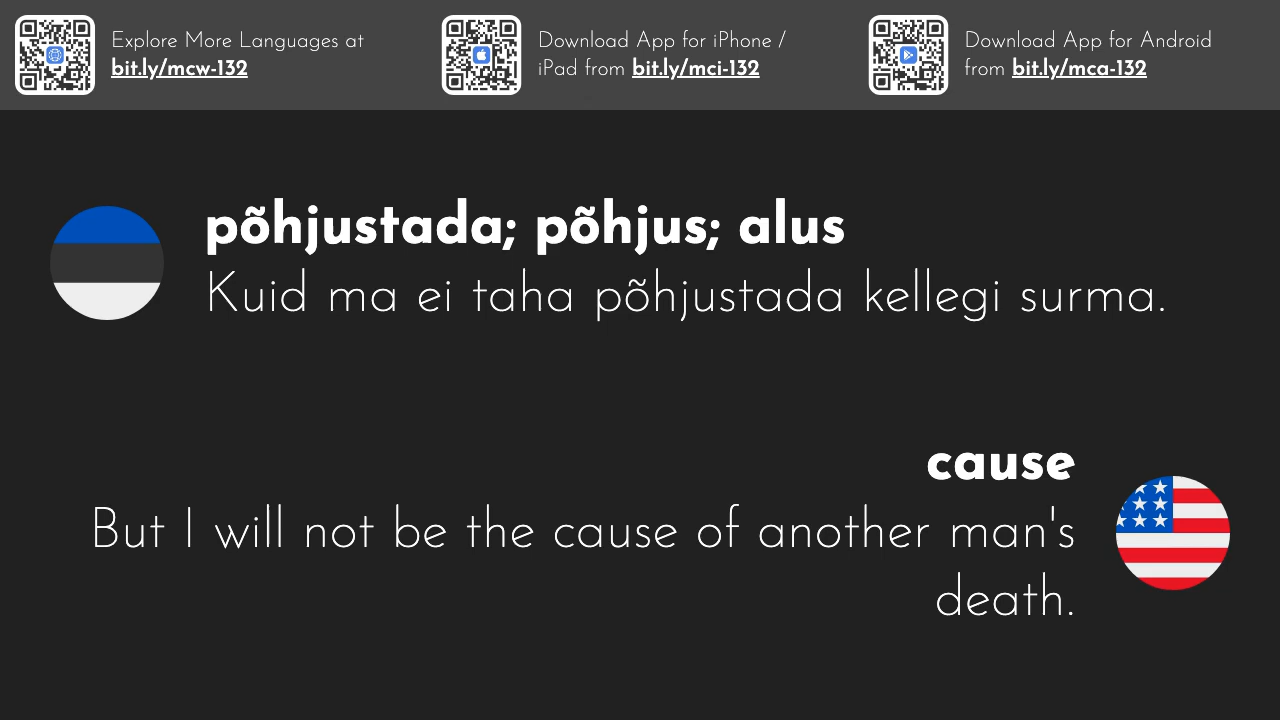 Explore More Languages at
bit.ly/mcw-132
Download App for iPhone /
iPad from bit.ly/mci-132
Download App for Android
from bit.ly/mca-132
põhjustada; põhjus; alus
Kuid ma ei taha põhjustada kellegi surma.
cause
But I will not be the cause of another man's
death.